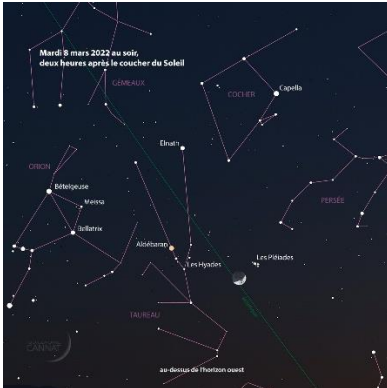 Mardi 8 mars 2022 au soir,
deux heures après le coucher du Soleil
GÉMEAUX
COCHER
Capella
Elnath
ORION
Bételgeuse
Meissa
PERSÉE
Bellatrix
Aldébaran
Les Hyades
Les Pléiades
TAUREAU
CANNAT
au-dessus de l'horizon ouest